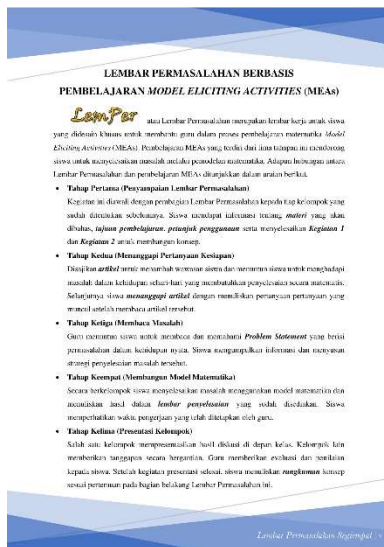 LEMBAR PERMASALAHAN BERBASIS
PEMBELAJARAN MODEL ELICITING ACTIVITIES (MEAs)
LemPer atau Lembar Permasalahan merupakan lembar kerja untuk siswa
yang didesain khusus untuk membantu guru dalam proses pembelajaran matematika Model
Eliciting Activities (MEAs). Pembelajaran MEAs yang terdiri dari lima tahapan ini mendorong
siswa untuk menyelesaikan masalah melalui pemodelan matematika. Adapun hubungan antara
Lembar Permasalahan dan pembelajaran MEAs ditunjukkan dalam uraian berikut.
• Tahap Pertama (Penyampaian Lembar Permasalahan)
Kegiatan ini diawali dengan pembagian Lembar Permasalahan kepada tiap kelompok yang
sudah ditentukan sebelumnya. Siswa mendapat informasi tentang materi yang akan
dibahas, tujuan pembelajaran, petunjuk penggunaan serta menyelesaikan Kegiatan 1
dan Kegiatan 2 untuk membangun konsep.
• Tahap Kedua (Menanggapi Pertanyaan Kesiapan)
Disajikan artikel untuk menambah wawasan siswa dan menuntun siswa untuk menghadapi
masalah dalam kehidupan sehari-hari yang membutuhkan penyelesaian secara matematis.
Selanjutnya siswa menanggapi artikel dengan menuliskan pertanyaan pertanyaan yang
muncul setelah membaca artikel tersebut.
• Tahap Ketiga (Membaca Masalah)
Guru menuntun siswa untuk membaca dan memahami Problem Statement yang berisi
permasalahan dalam kehidupan nyata. Siswa mengumpulkan informasi dan menyusun
strategi penyelesaian masalah tersebut.
• Tahap Keempat (Membangun Model Matematika)
Secara berkelompok siswa menyelesaikan masalah menggunakan model matematika dan
menuliskan hasil dalam lembar penyelesaian yang sudah disediakan. Siswa
memperhatikan waktu pengerjaan yang telah ditetapkan oleh guru.
• Tahap Kelima (Presentasi Kelompok)
Salah satu kelompok mempresentasikan hasil diskusi di depan kelas. Kelompok lain
memberikan tanggapan secara bergantian. Guru memberikan evaluasi dan penilaian
kepada siswa. Setelah kegiatan presentasi selesai, siswa menuliskan rangkuman konsep
sesuai pertemuan pada bagian belakang Lembar Permasalahan ini.
Lembar Permasalahan Segiempat